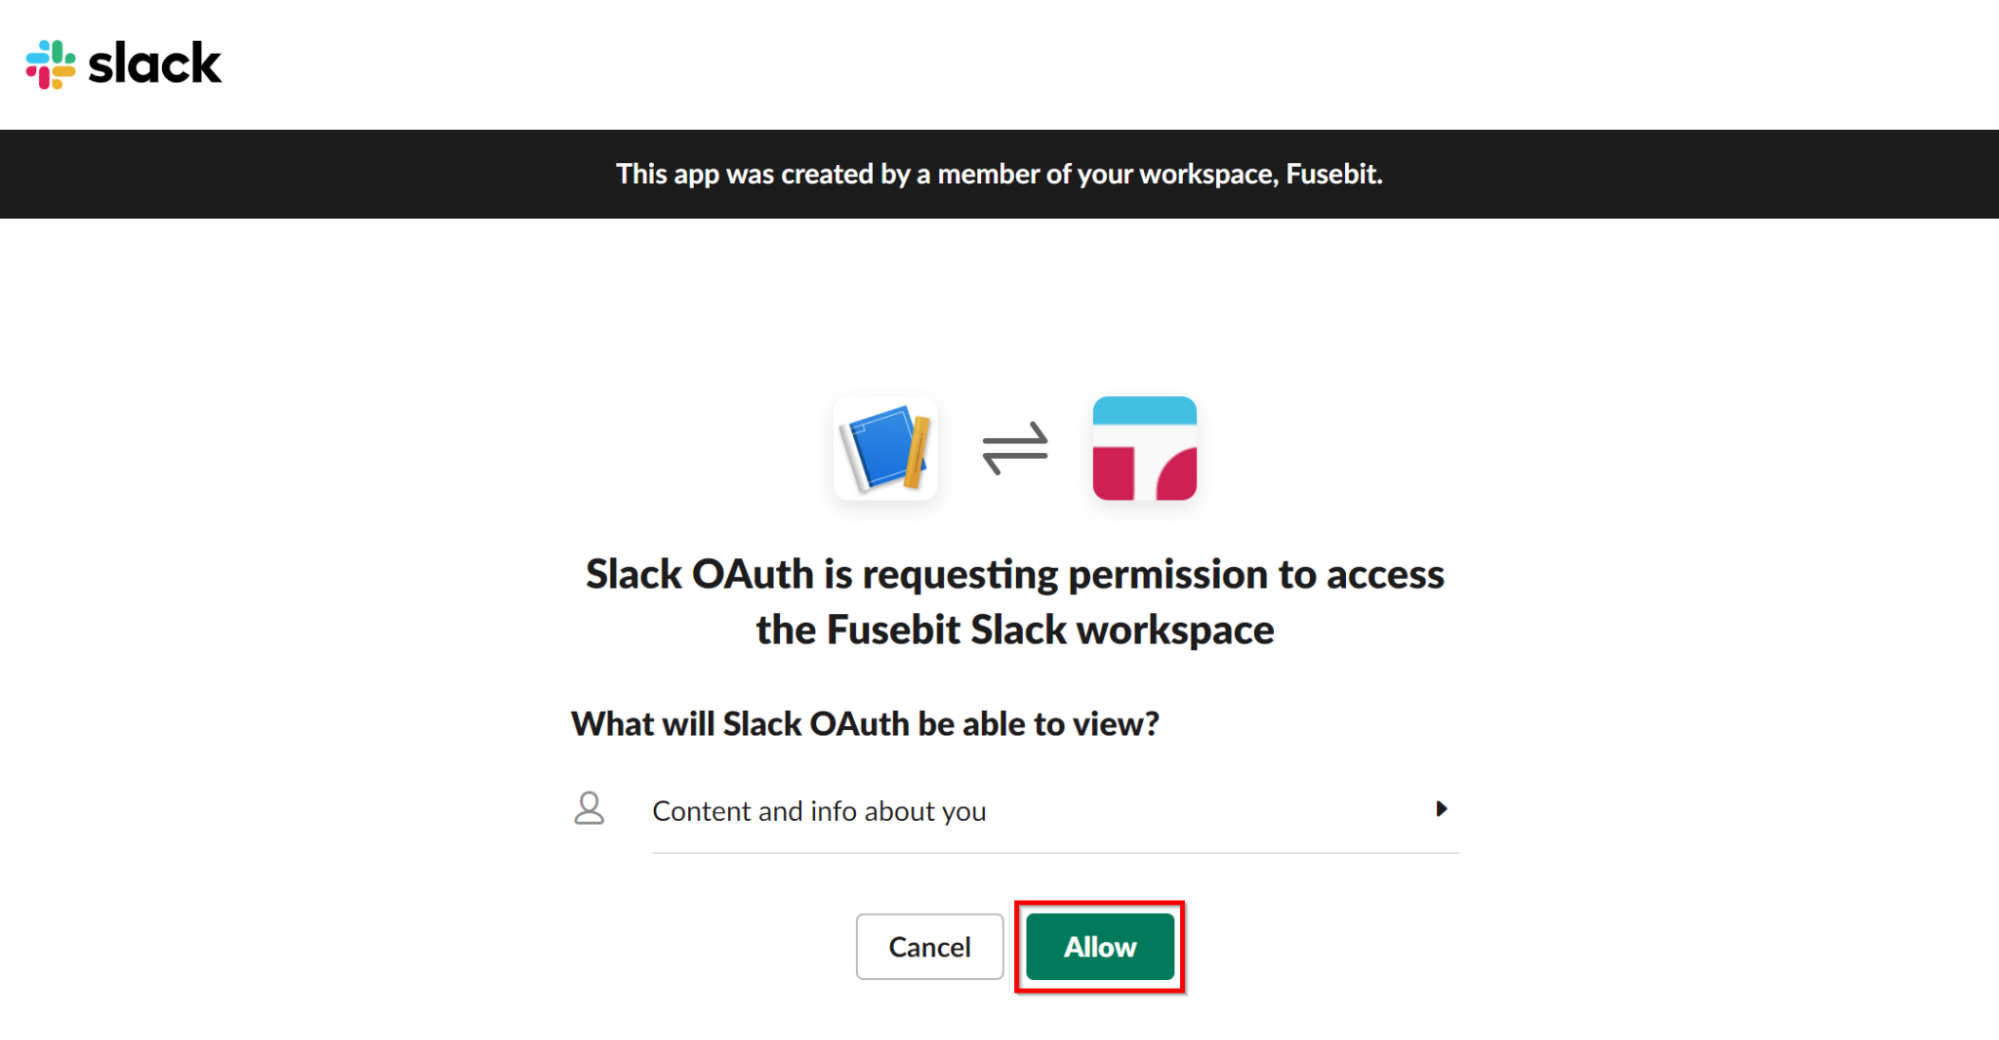 slack
This app was created by a member of your workspace, Fusebit.
Slack OAuth is requesting permission to access
the Fusebit Slack workspace
What will Slack OAuth be able to view?
Content and info about you
Cancel
Allow